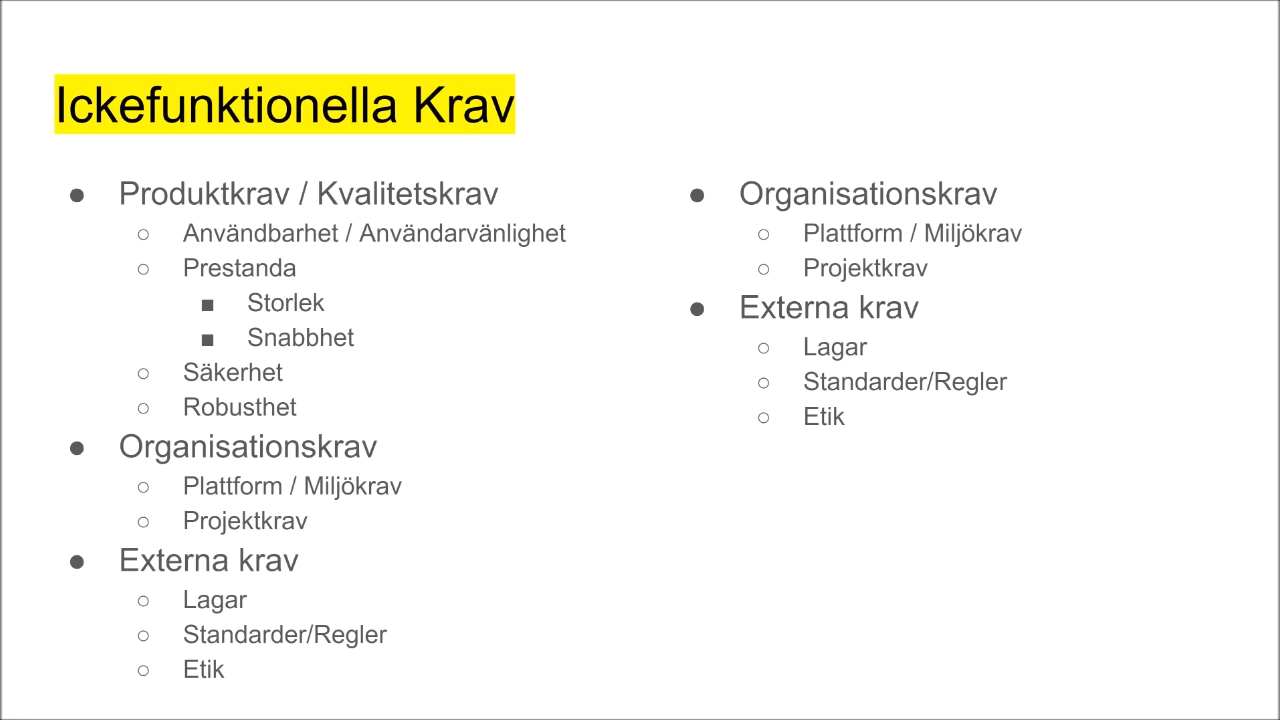 Ickefunktionella Krav
● Produktkrav / Kvalitetskrav
○ Användbarhet / Användarvänlighet
○ Prestanda
■ Storlek
■ Snabbhet
○ Säkerhet
○ Robusthet
● Organisationskrav
○ Plattform / Miljökrav
○ Projektkrav
● Externa krav
○ Lagar
○ Standarder/Regler
○ Etik
● Organisationskrav
○ Plattform / Miljökrav
○ Projektkrav
● Externa krav
○ Lagar
○ Standarder/Regler
○ Etik